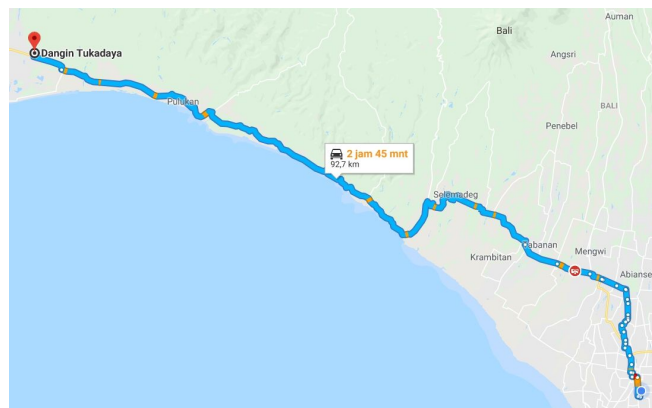 Auman
Bali
Dangin Tukadaya
Angsri
Pulukan
BALI
Penebel
2 jam 45 mnt
92,7 km
Selemadeg
Tabanan
Mengwi
Krambitan
Abianse